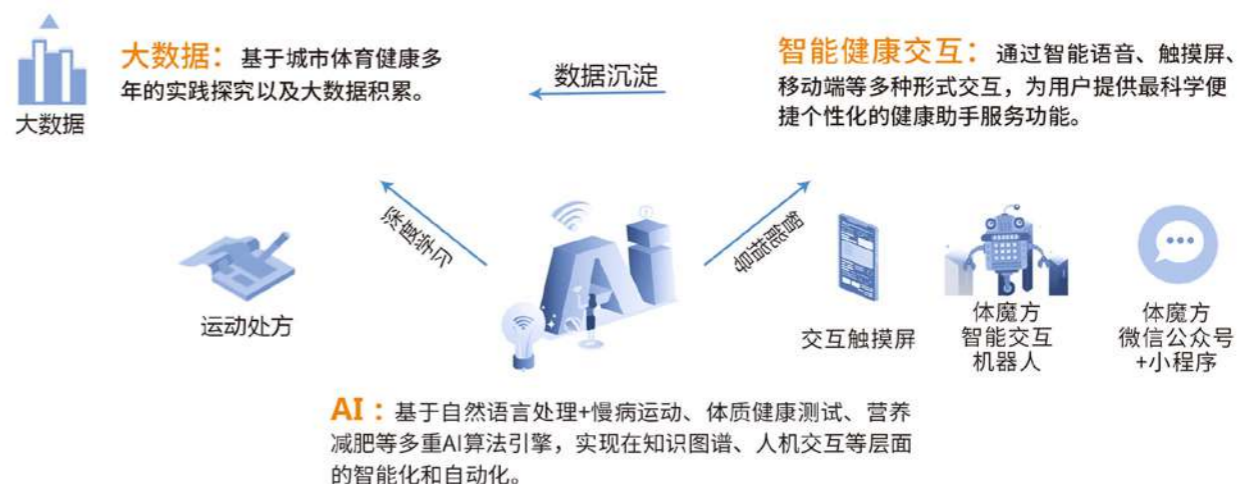 大数据：基于城市体育健康多
年的实践探究以及大数据积累。
大数据
数据沉淀
智能健康交互：通过智能语音、触摸屏、
移动端等多种形式交互，为用户提供最科学便
捷个性化的健康助手服务功能。
深度学习
智能指导
运动处方
Ai
交互触摸屏
体魔方
智能交互
机器人
体魔方
微信公众号
+小程序
AI：基于自然语言处理+慢病运动、体质健康测试、营养
减肥等多重AI算法引擎，实现在知识图谱、人机交互等层面
的智能化和自动化。